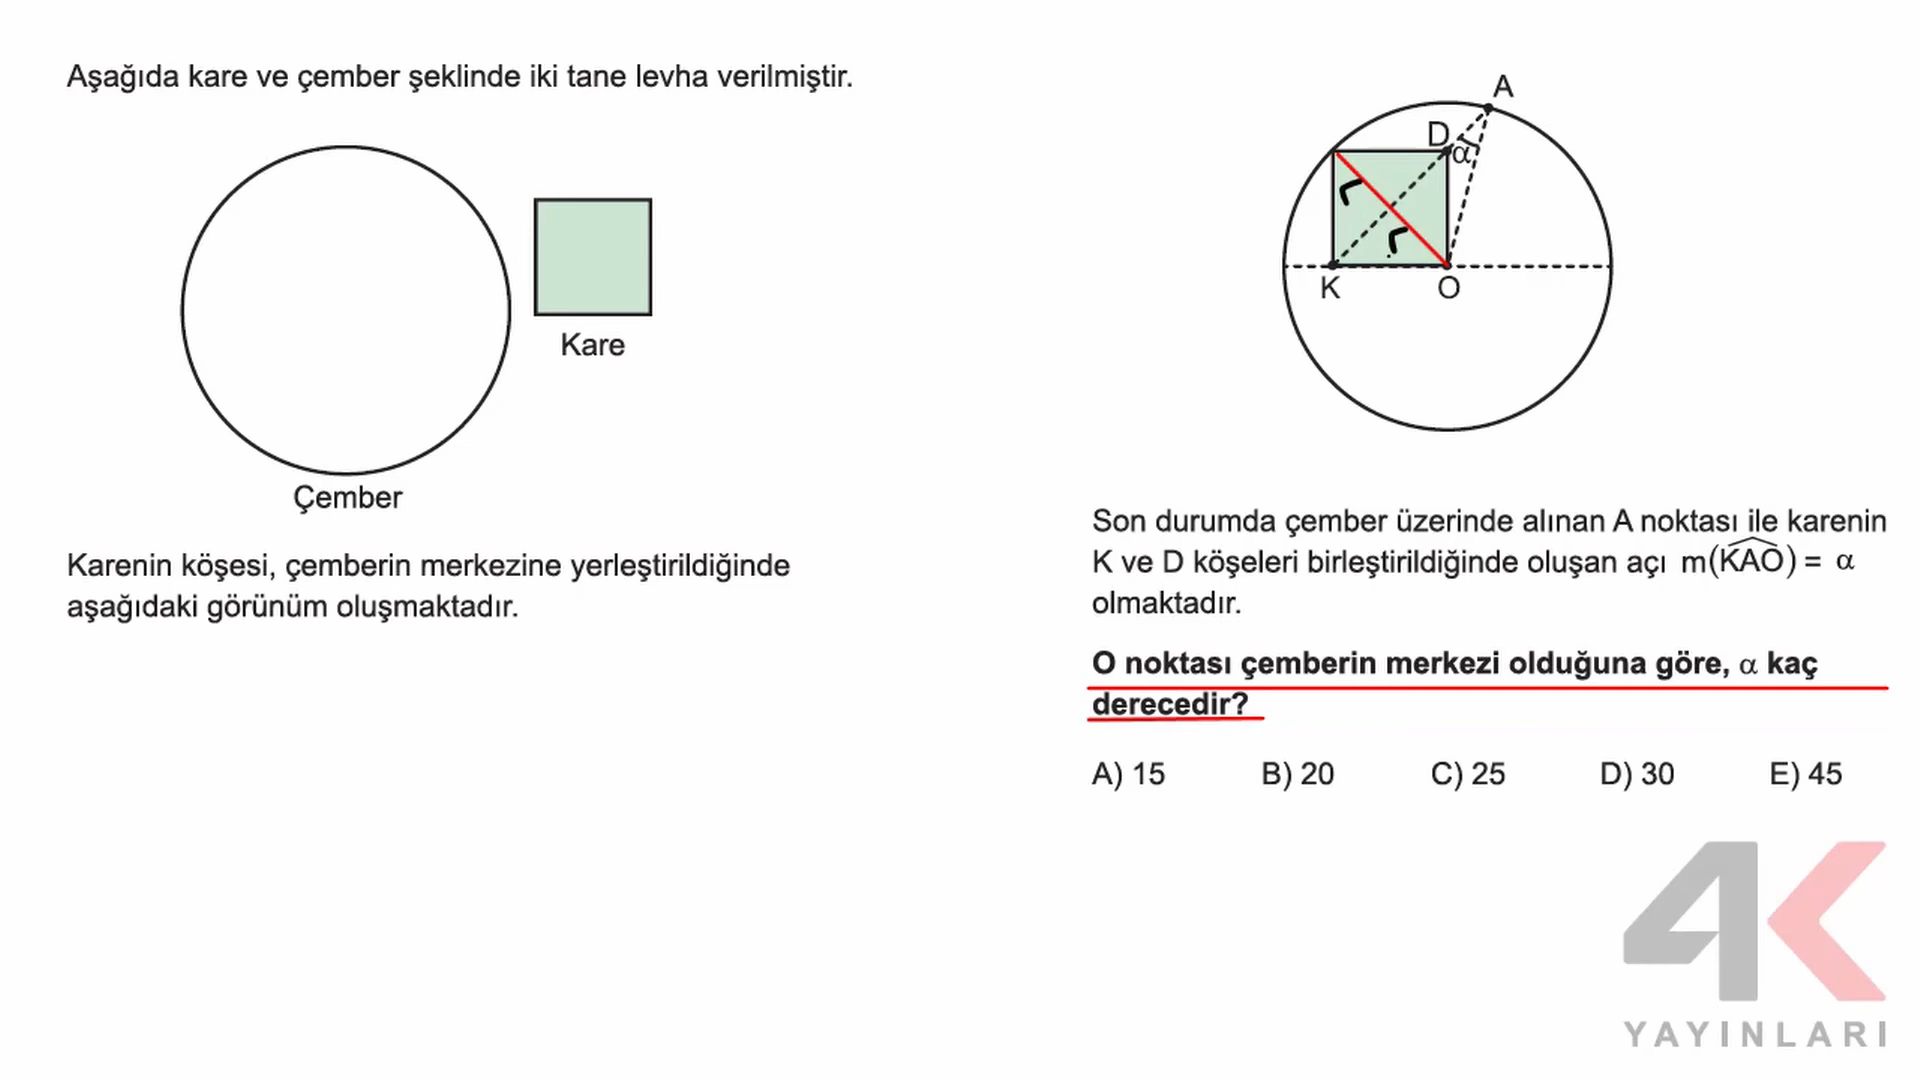 Aşağıda kare ve çember şeklinde iki tane levha verilmiştir.
Çember
Kare
Karenin köşesi, çemberin merkezine yerleştirildiğinde
aşağıdaki görünüm oluşmaktadır.
A
D
α
r
r
K
O
Son durumda çember üzerinde alınan A noktası ile karenin
K ve D köşeleri birleştirildiğinde oluşan açı m(KAO) = α
olmaktadır.
O noktası çemberin merkezi olduğuna göre, α kaç
derecedir?
A) 15 B) 20 C) 25 D) 30 E) 45
4K
YAYINLARI